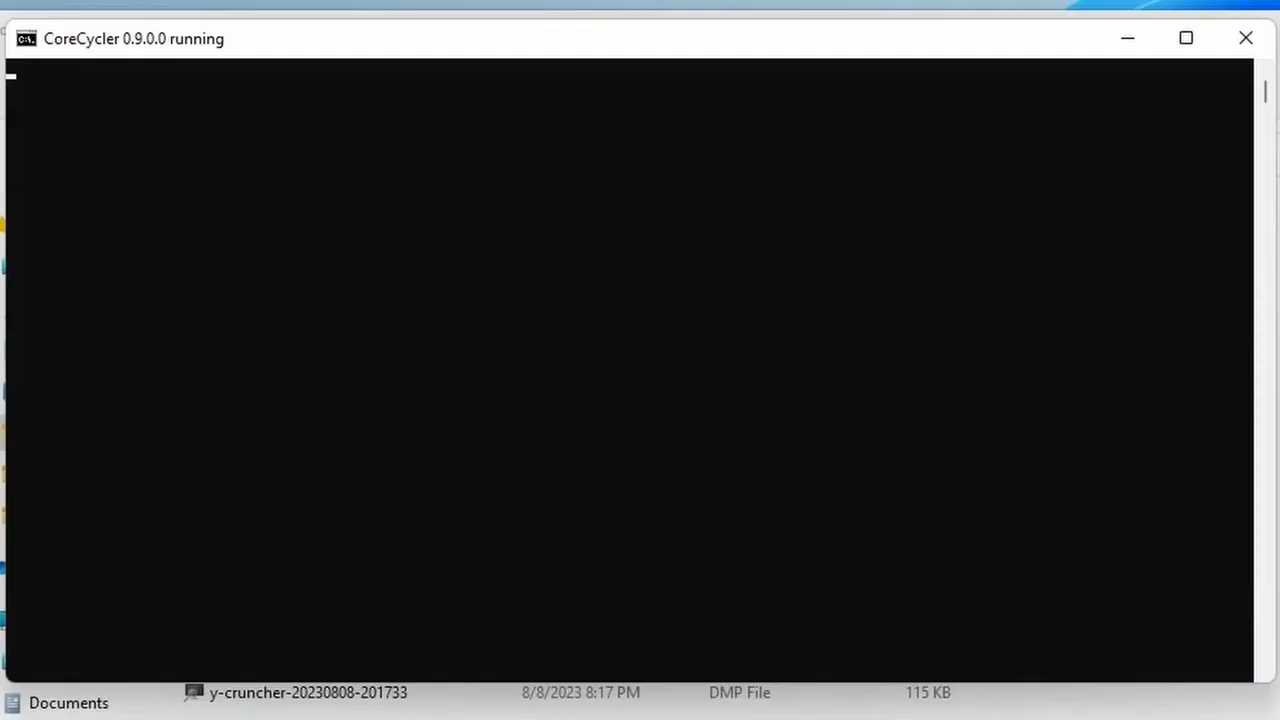 CoreCycler 0.9.0.0 running
y-cruncher-20230808-201733 8/8/2023 8:17 PM DMP File 115 KB
Documents